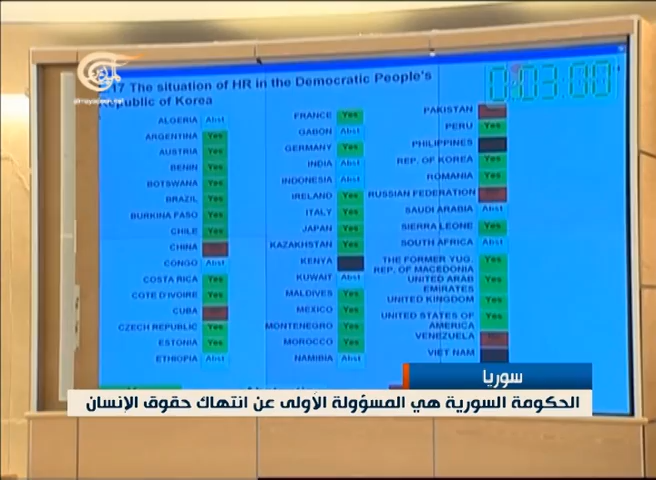 almayadeen.net
17 The situation of HR in the Democratic People's
Republic of Korea
0:03:00
ALGERIA Abst
ARGENTINA Yes
AUSTRIA Yes
BENIN Yes
BOTSWANA Yes
BRAZIL Yes
BURKINA FASO Yes
CHILE Yes
CHINA
CONGO Abst
COSTA RICA Yes
COTE D'IVOIRE Yes
CUBA
CZECH REPUBLIC Yes
ESTONIA Yes
ETHIOPIA Abst
FRANCE Yes
GABON Abst
GERMANY Yes
INDIA Abst
INDONESIA Abst
IRELAND Yes
ITALY Yes
JAPAN Yes
KAZAKHSTAN Yes
KENYA
KUWAIT Abst
MALDIVES Yes
MEXICO Yes
MONTENEGRO Yes
MOROCCO Yes
NAMIBIA Abst
PAKISTAN
PERU Yes
PHILIPPINES
REP. OF KOREA Yes
ROMANIA Yes
RUSSIAN FEDERATION
SAUDI ARABIA Abst
SIERRA LEONE Yes
SOUTH AFRICA Abst
THE FORMER YUG. Yes
REP. OF MACEDONIA
UNITED ARAB Yes
EMIRATES
UNITED KINGDOM Yes
UNITED STATES OF Yes
AMERICA
VENEZUELA
VIET NAM
سوريا
الحكومة السورية هي المسؤولة الأولى عن انتهاك حقوق الإنسان